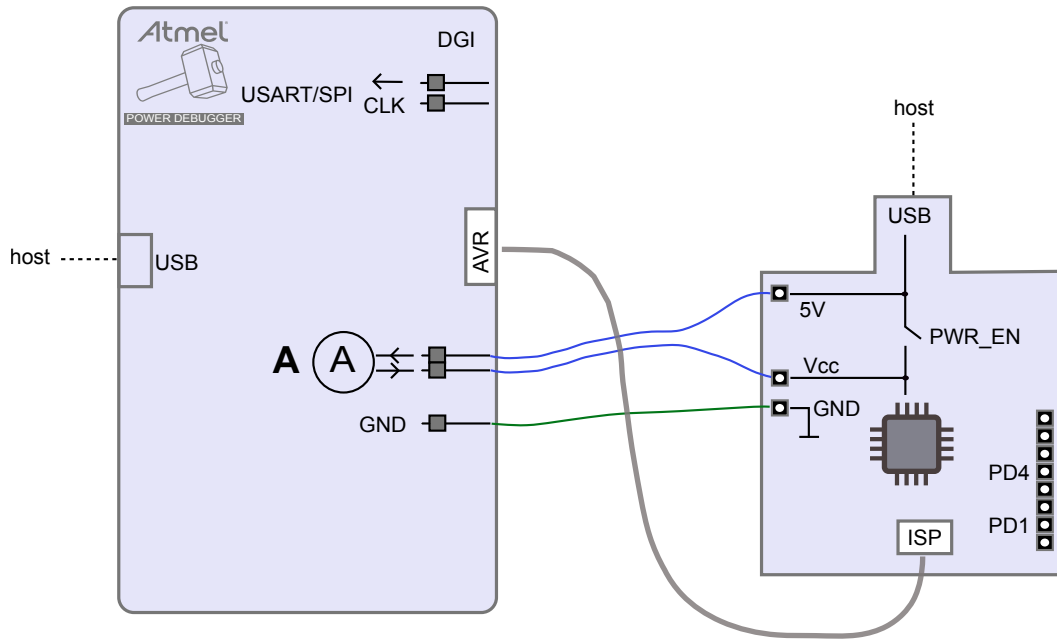 Atmel
POWER DEBUGGER
DGI
USART/SPI
CLK
host
USB
AVR
A
A
GND
host
USB
5V
PWR_EN
Vcc
GND
PD4
PD1
ISP